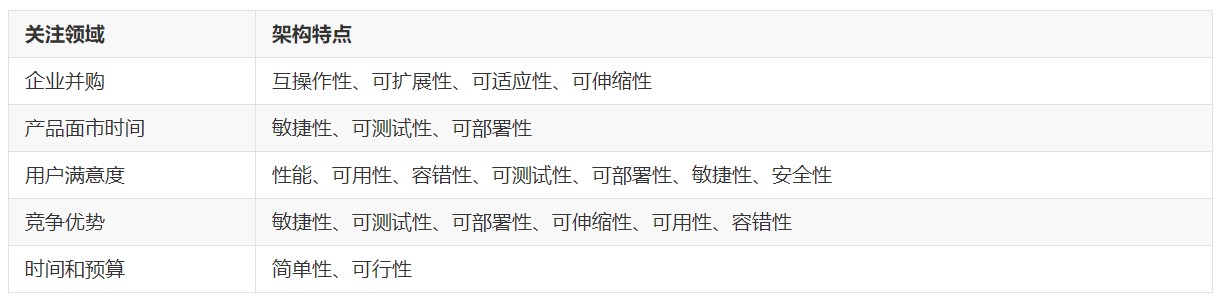 关注领域 架构特点
企业并购 互操作性、可扩展性、可适应性、可伸缩性
产品面市时间 敏捷性、可测试性、可部署性
用户满意度 性能、可用性、容错性、可测试性、可部署性、敏捷性、安全性
竞争优势 敏捷性、可测试性、可部署性、可伸缩性、可用性、容错性
时间和预算 简单性、可行性